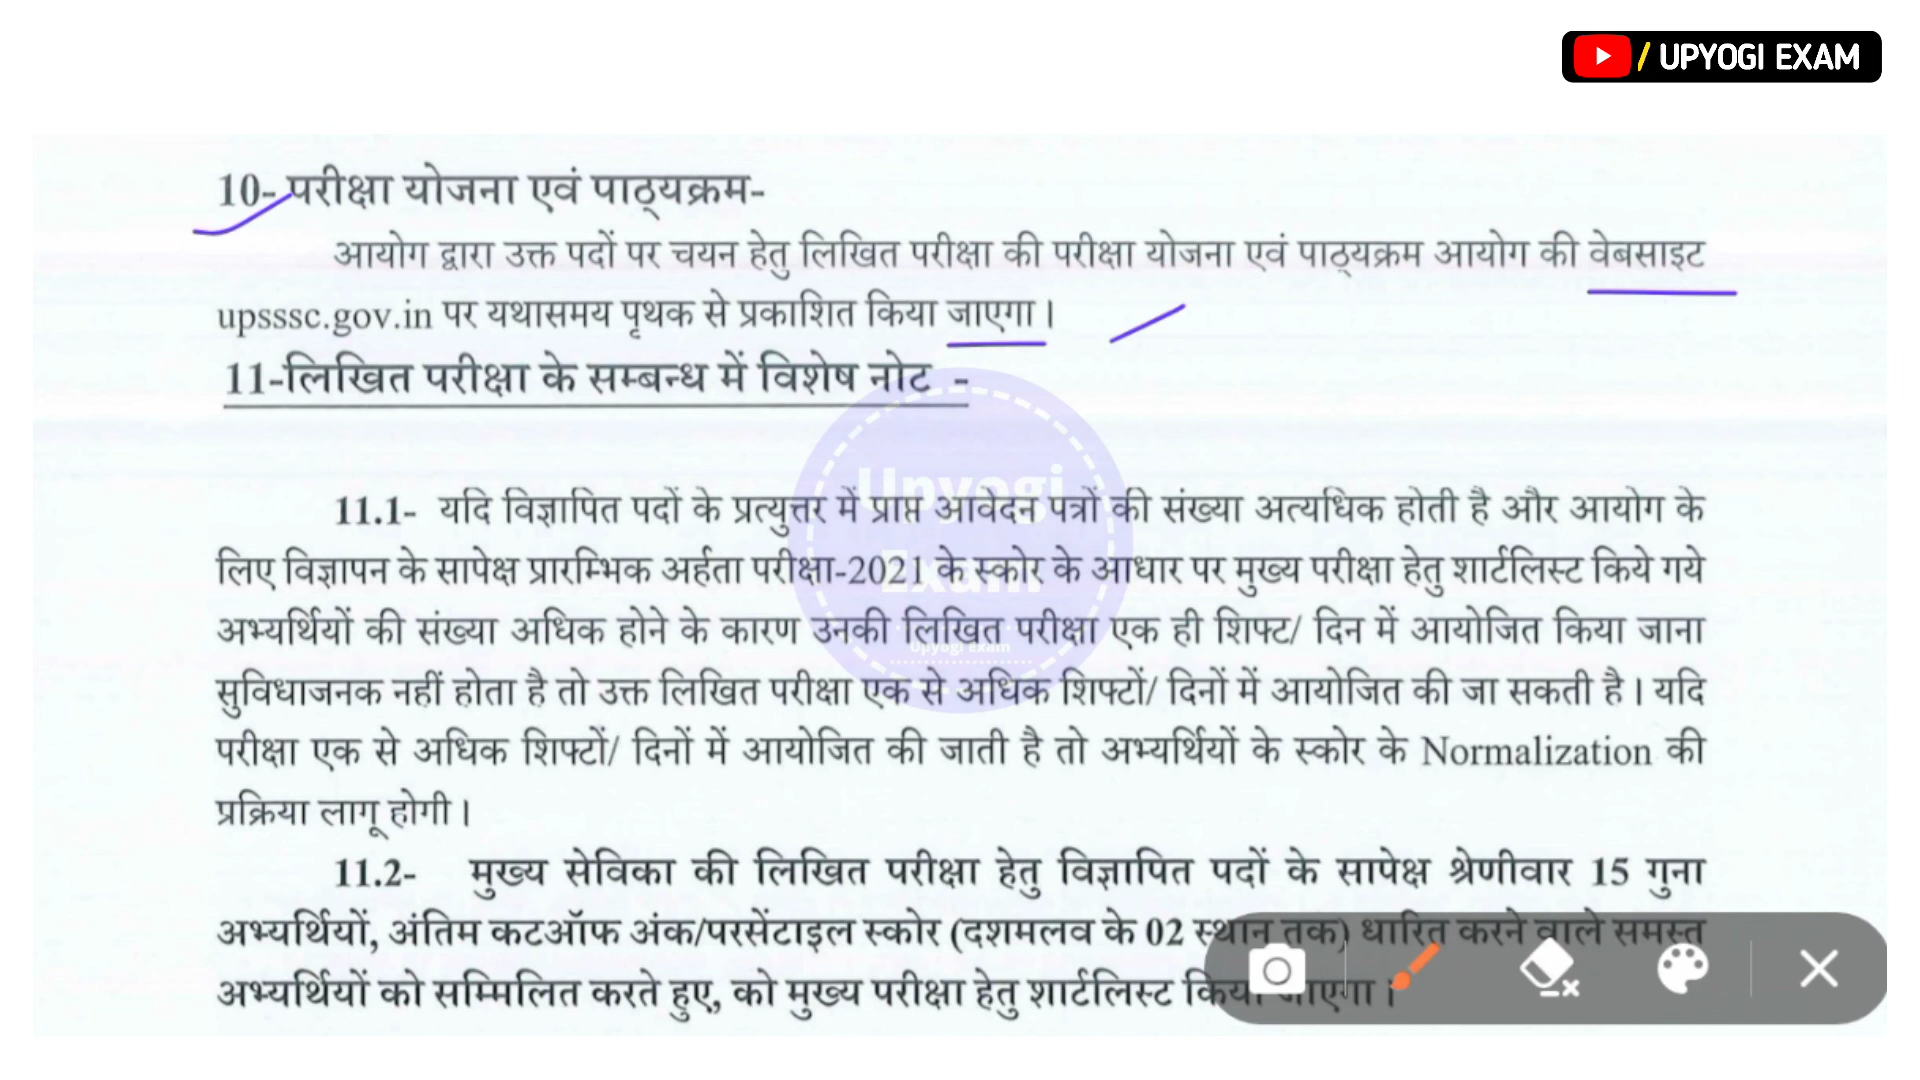 / UPYOGI EXAM
10- परीक्षा योजना एवं पाठ्यक्रम-
आयोग द्वारा उक्त पदों पर चयन हेतु लिखित परीक्षा की परीक्षा योजना एवं पाठ्यक्रम आयोग की वेबसाइट
upsssc.gov.in पर यथासमय पृथक से प्रकाशित किया जाएगा।
11-लिखित परीक्षा के सम्बन्ध में विशेष नोट -
11.1- यदि विज्ञापित पदों के प्रत्युत्तर में प्राप्त आवेदन पत्रों की संख्या अत्यधिक होती है और आयोग के
लिए विज्ञापन के सापेक्ष प्रारम्भिक अर्हता परीक्षा-2021 के स्कोर के आधार पर मुख्य परीक्षा हेतु शार्टलिस्ट किये गये
अभ्यर्थियों की संख्या अधिक होने के कारण उनकी लिखित परीक्षा एक ही शिफ्ट/ दिन में आयोजित किया जाना
सुविधाजनक नहीं होता है तो उक्त लिखित परीक्षा एक से अधिक शिफ्टों/ दिनों में आयोजित की जा सकती है। यदि
परीक्षा एक से अधिक शिफ्टों/ दिनों में आयोजित की जाती है तो अभ्यर्थियों के स्कोर के Normalization की
प्रक्रिया लागू होगी।
11.2- मुख्य सेविका की लिखित परीक्षा हेतु विज्ञापित पदों के सापेक्ष श्रेणीवार 15 गुना
अभ्यर्थियों, अंतिम कटऑफ अंक/परसेंटाइल स्कोर (दशमलव के 02 स्थान तक) धारित करने वाले समस्त
अभ्यर्थियों को सम्मिलित करते हुए, को मुख्य परीक्षा हेतु शार्टलिस्ट किया जाएगा।
Upyogi
Exam
Upyogi Exam